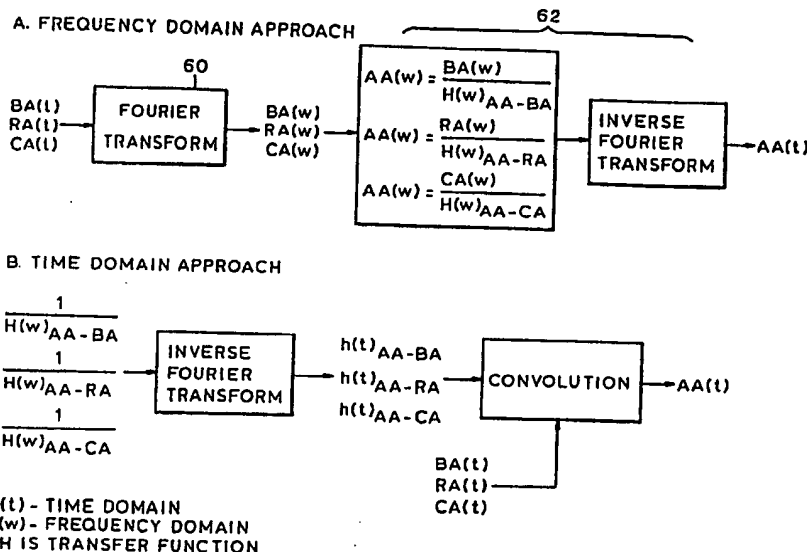 A. FREQUENCY DOMAIN APPROACH
62
60
BA(t)
RA(t)
CA(t)
FOURIER
TRANSFORM
BA(w)
RA(w)
CA(w)
AA(w) = BA(w)
H(w)AA-BA
AA(w) = RA(w)
H(w)AA-RA
AA(w) = CA(w)
H(w)AA-CA
INVERSE
FOURIER
TRANSFORM
AA(t)
B. TIME DOMAIN APPROACH
1
H(w)AA-BA
1
H(w)AA-RA
1
H(w)AA-CA
INVERSE
FOURIER
TRANSFORM
h(t)AA-BA
h(t)AA-RA
h(t)AA-CA
CONVOLUTION
AA(t)
BA(t)
RA(t)
CA(t)
(t) - TIME DOMAIN
(w) - FREQUENCY DOMAIN
H IS TRANSFER FUNCTION